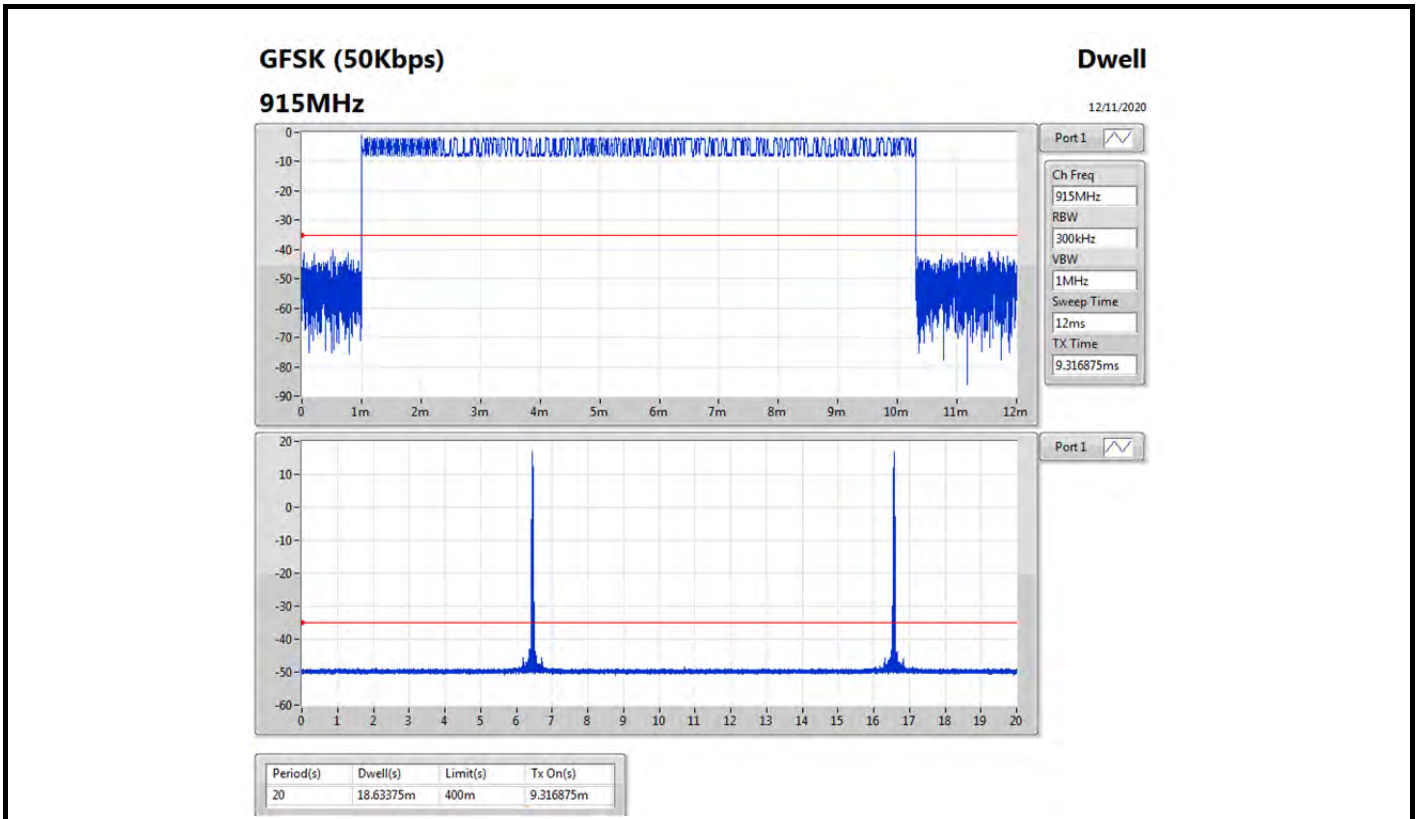 GFSK (50Kbps) Dwell
915MHz 12/11/2020
Port 1
Ch Freq
915MHz
RBW
300kHz
VBW
1MHz
Sweep Time
12ms
TX Time
9.316875ms
0-
-10-
-20-
-30-
-40-
-50-
-60-
-70-
-80-
-90-
0 1m 2m 3m 4m 5m 6m 7m 8m 9m 10m 11m 12m
Port 1
20-
10-
0-
-10-
-20-
-30-
-40-
-50-
-60-
0 1 2 3 4 5 6 7 8 9 10 11 12 13 14 15 16 17 18 19 20
Period(s) Dwell(s) Limit(s) Tx On(s)
20 18.63375m 400m 9.316875m